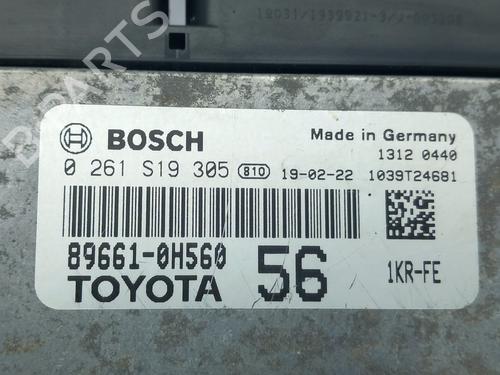 BOSCH
Made in Germany
0 261 S19 305 810 19-02-22
1312 0440
1039T24681
89661-0H560
TOYOTA
56
1KR-FE